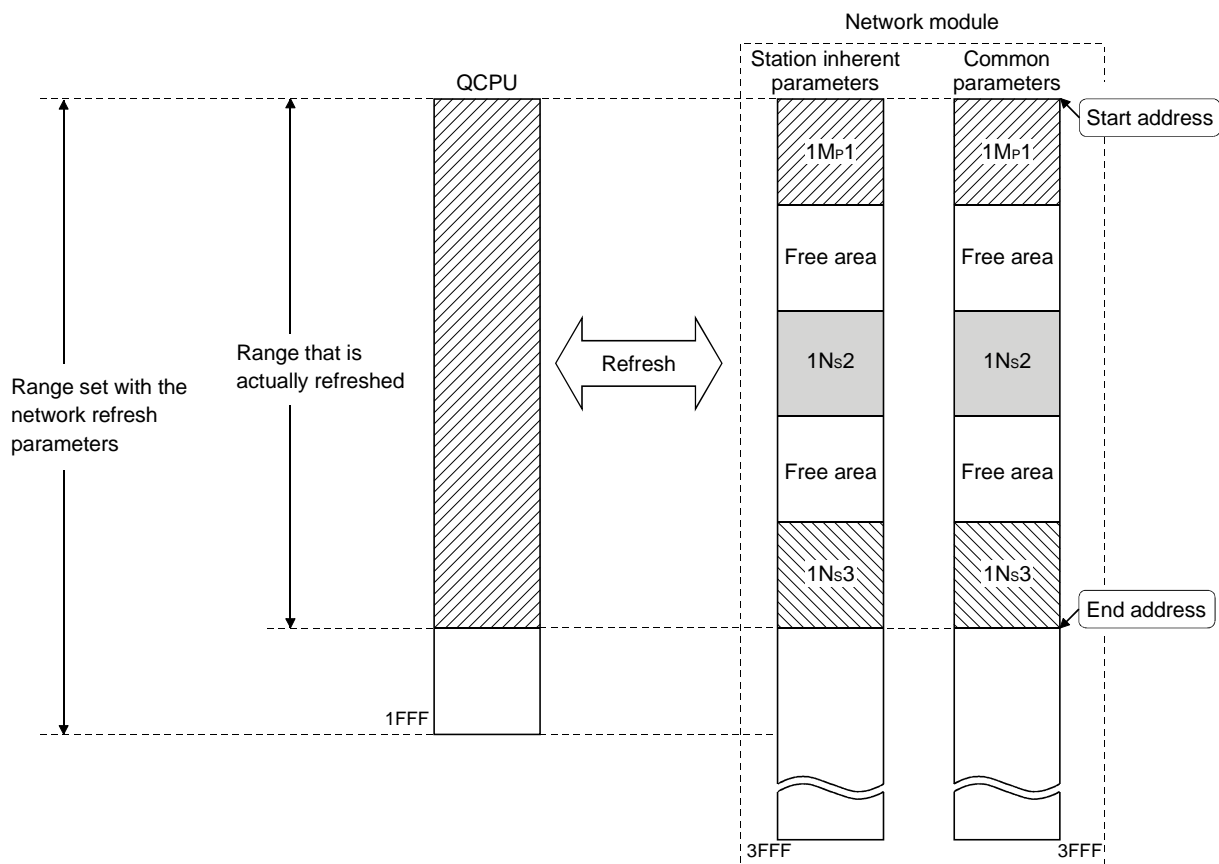 Network module
Station inherent
parameters
Common
parameters
QCPU
Start address
1MP1
1MP1
Free area
Free area
Range that is
actually refreshed
Refresh
1NS2
1NS2
Range set with the
network refresh
parameters
Free area
Free area
1NS3
1NS3
End address
1FFF
3FFF
3FFF